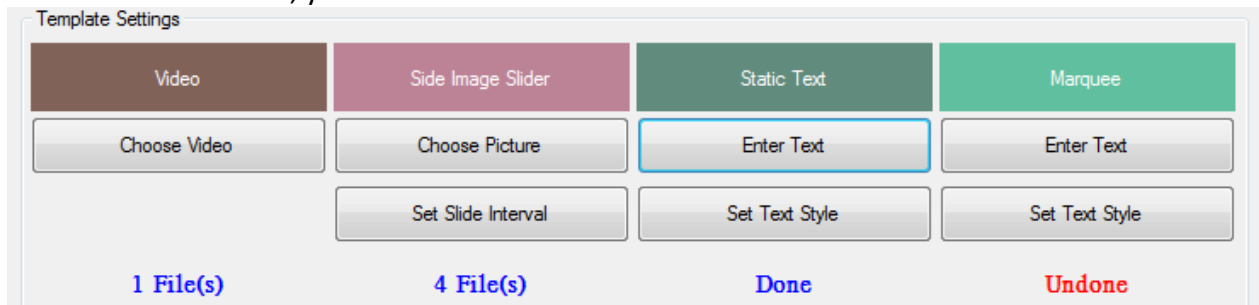 Template Settings
Video Side Image Slider Static Text Marquee
Choose Video Choose Picture Enter Text Enter Text
Set Slide Interval Set Text Style Set Text Style
1 File(s) 4 File(s) Done Undone